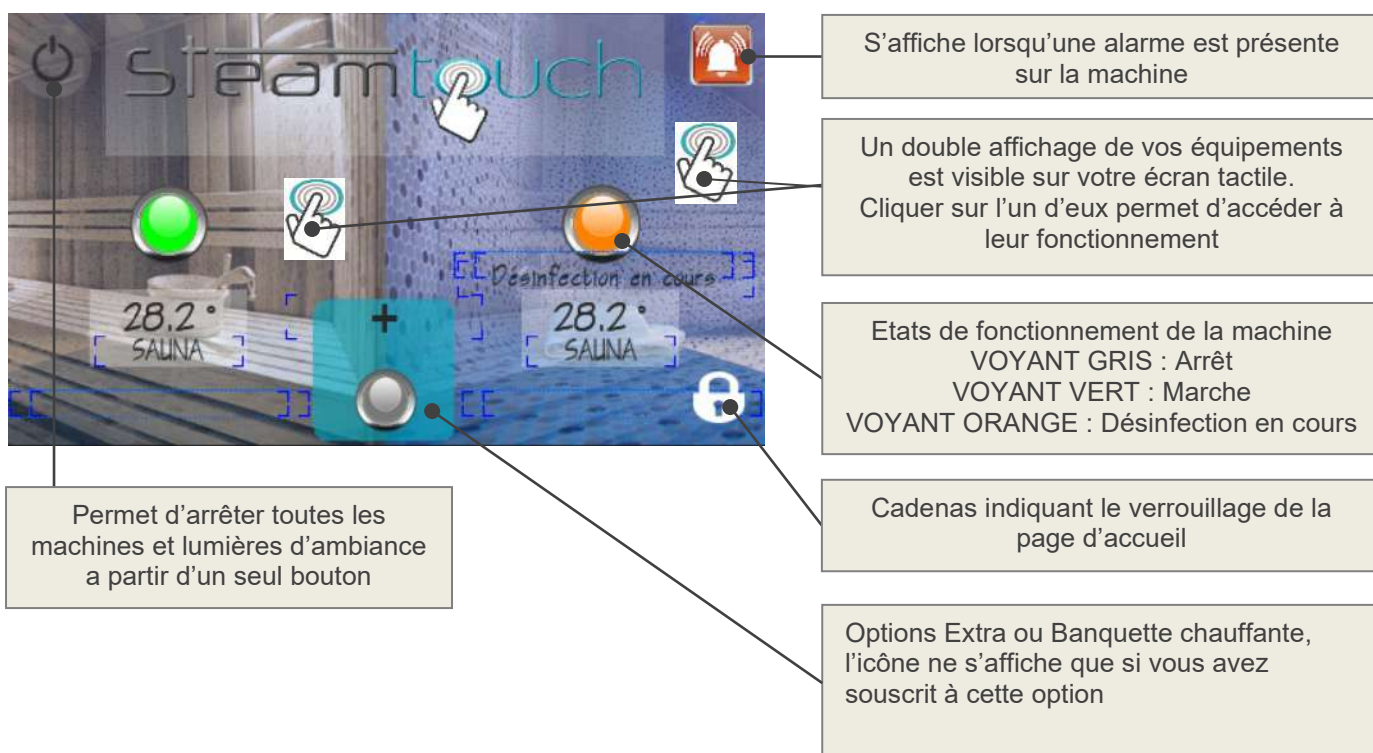 Steamtouch
S’affiche lorsqu’une alarme est présente
sur la machine
Un double affichage de vos équipements
est visible sur votre écran tactile.
Cliquer sur l’un d’eux permet d’accéder à
leur fonctionnement
Désinfection en cours
28.2 °
SAUNA
+
28.2 °
SAUNA
Etats de fonctionnement de la machine
VOYANT GRIS : Arrêt
VOYANT VERT : Marche
VOYANT ORANGE : Désinfection en cours
Cadenas indiquant le verrouillage de la
page d’accueil
Permet d’arrêter toutes les
machines et lumières d’ambiance
a partir d’un seul bouton
Options Extra ou Banquette chauffante,
l’icône ne s’affiche que si vous avez
souscrit à cette option